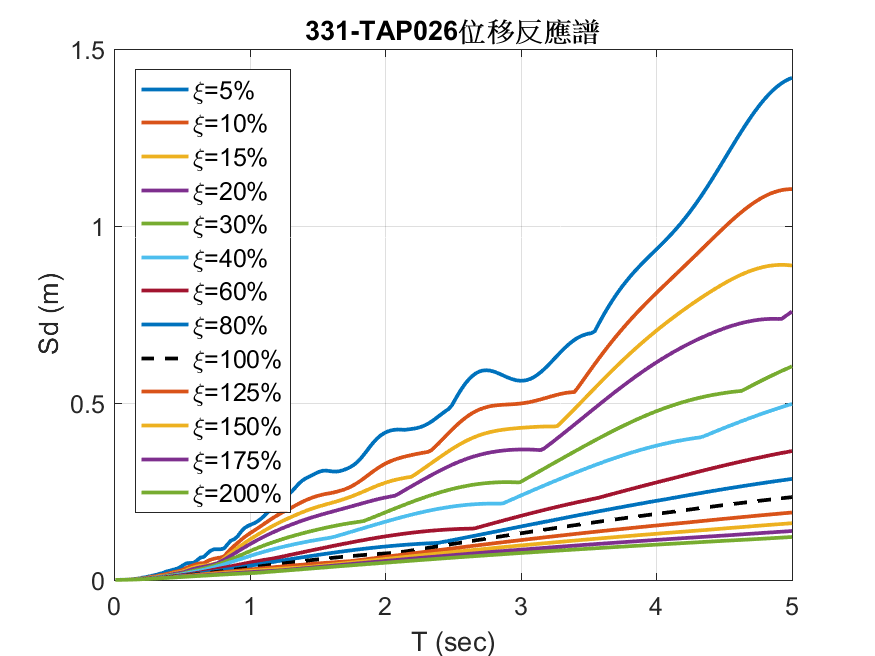 331-TAP026位移反應譜
1.5
1
0.5
0
Sd (m)
ξ=5%
ξ=10%
ξ=15%
ξ=20%
ξ=30%
ξ=40%
ξ=60%
ξ=80%
ξ=100%
ξ=125%
ξ=150%
ξ=175%
ξ=200%
0 1 2 3 4 5
T (sec)